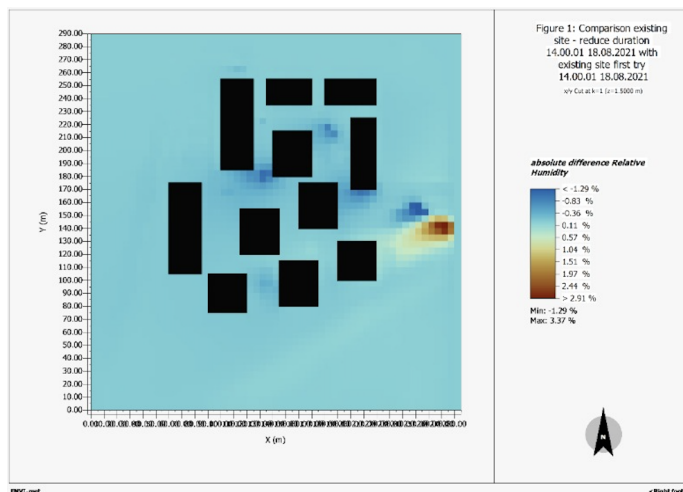 Figure 1: Comparison existing
site - reduce duration
14.00.01 18.08.2021 with
existing site first try
14.00.01 18.08.2021
x/y Cut at k=1 (z=1.5000 m)
290.00
280.00
270.00
260.00
250.00
240.00
230.00
220.00
210.00
200.00
190.00
180.00
170.00
160.00
150.00
140.00
130.00
120.00
110.00
100.00
90.00
80.00
70.00
60.00
50.00
40.00
30.00
20.00
10.00
0.00
Y (m)
X (m)
absolute difference Relative
Humidity
< -1.29 %
-0.83 %
-0.36 %
0.11 %
0.57 %
1.04 %
1.51 %
1.97 %
2.44 %
> 2.91 %
Min: -1.29 %
Max: 3.37 %
N